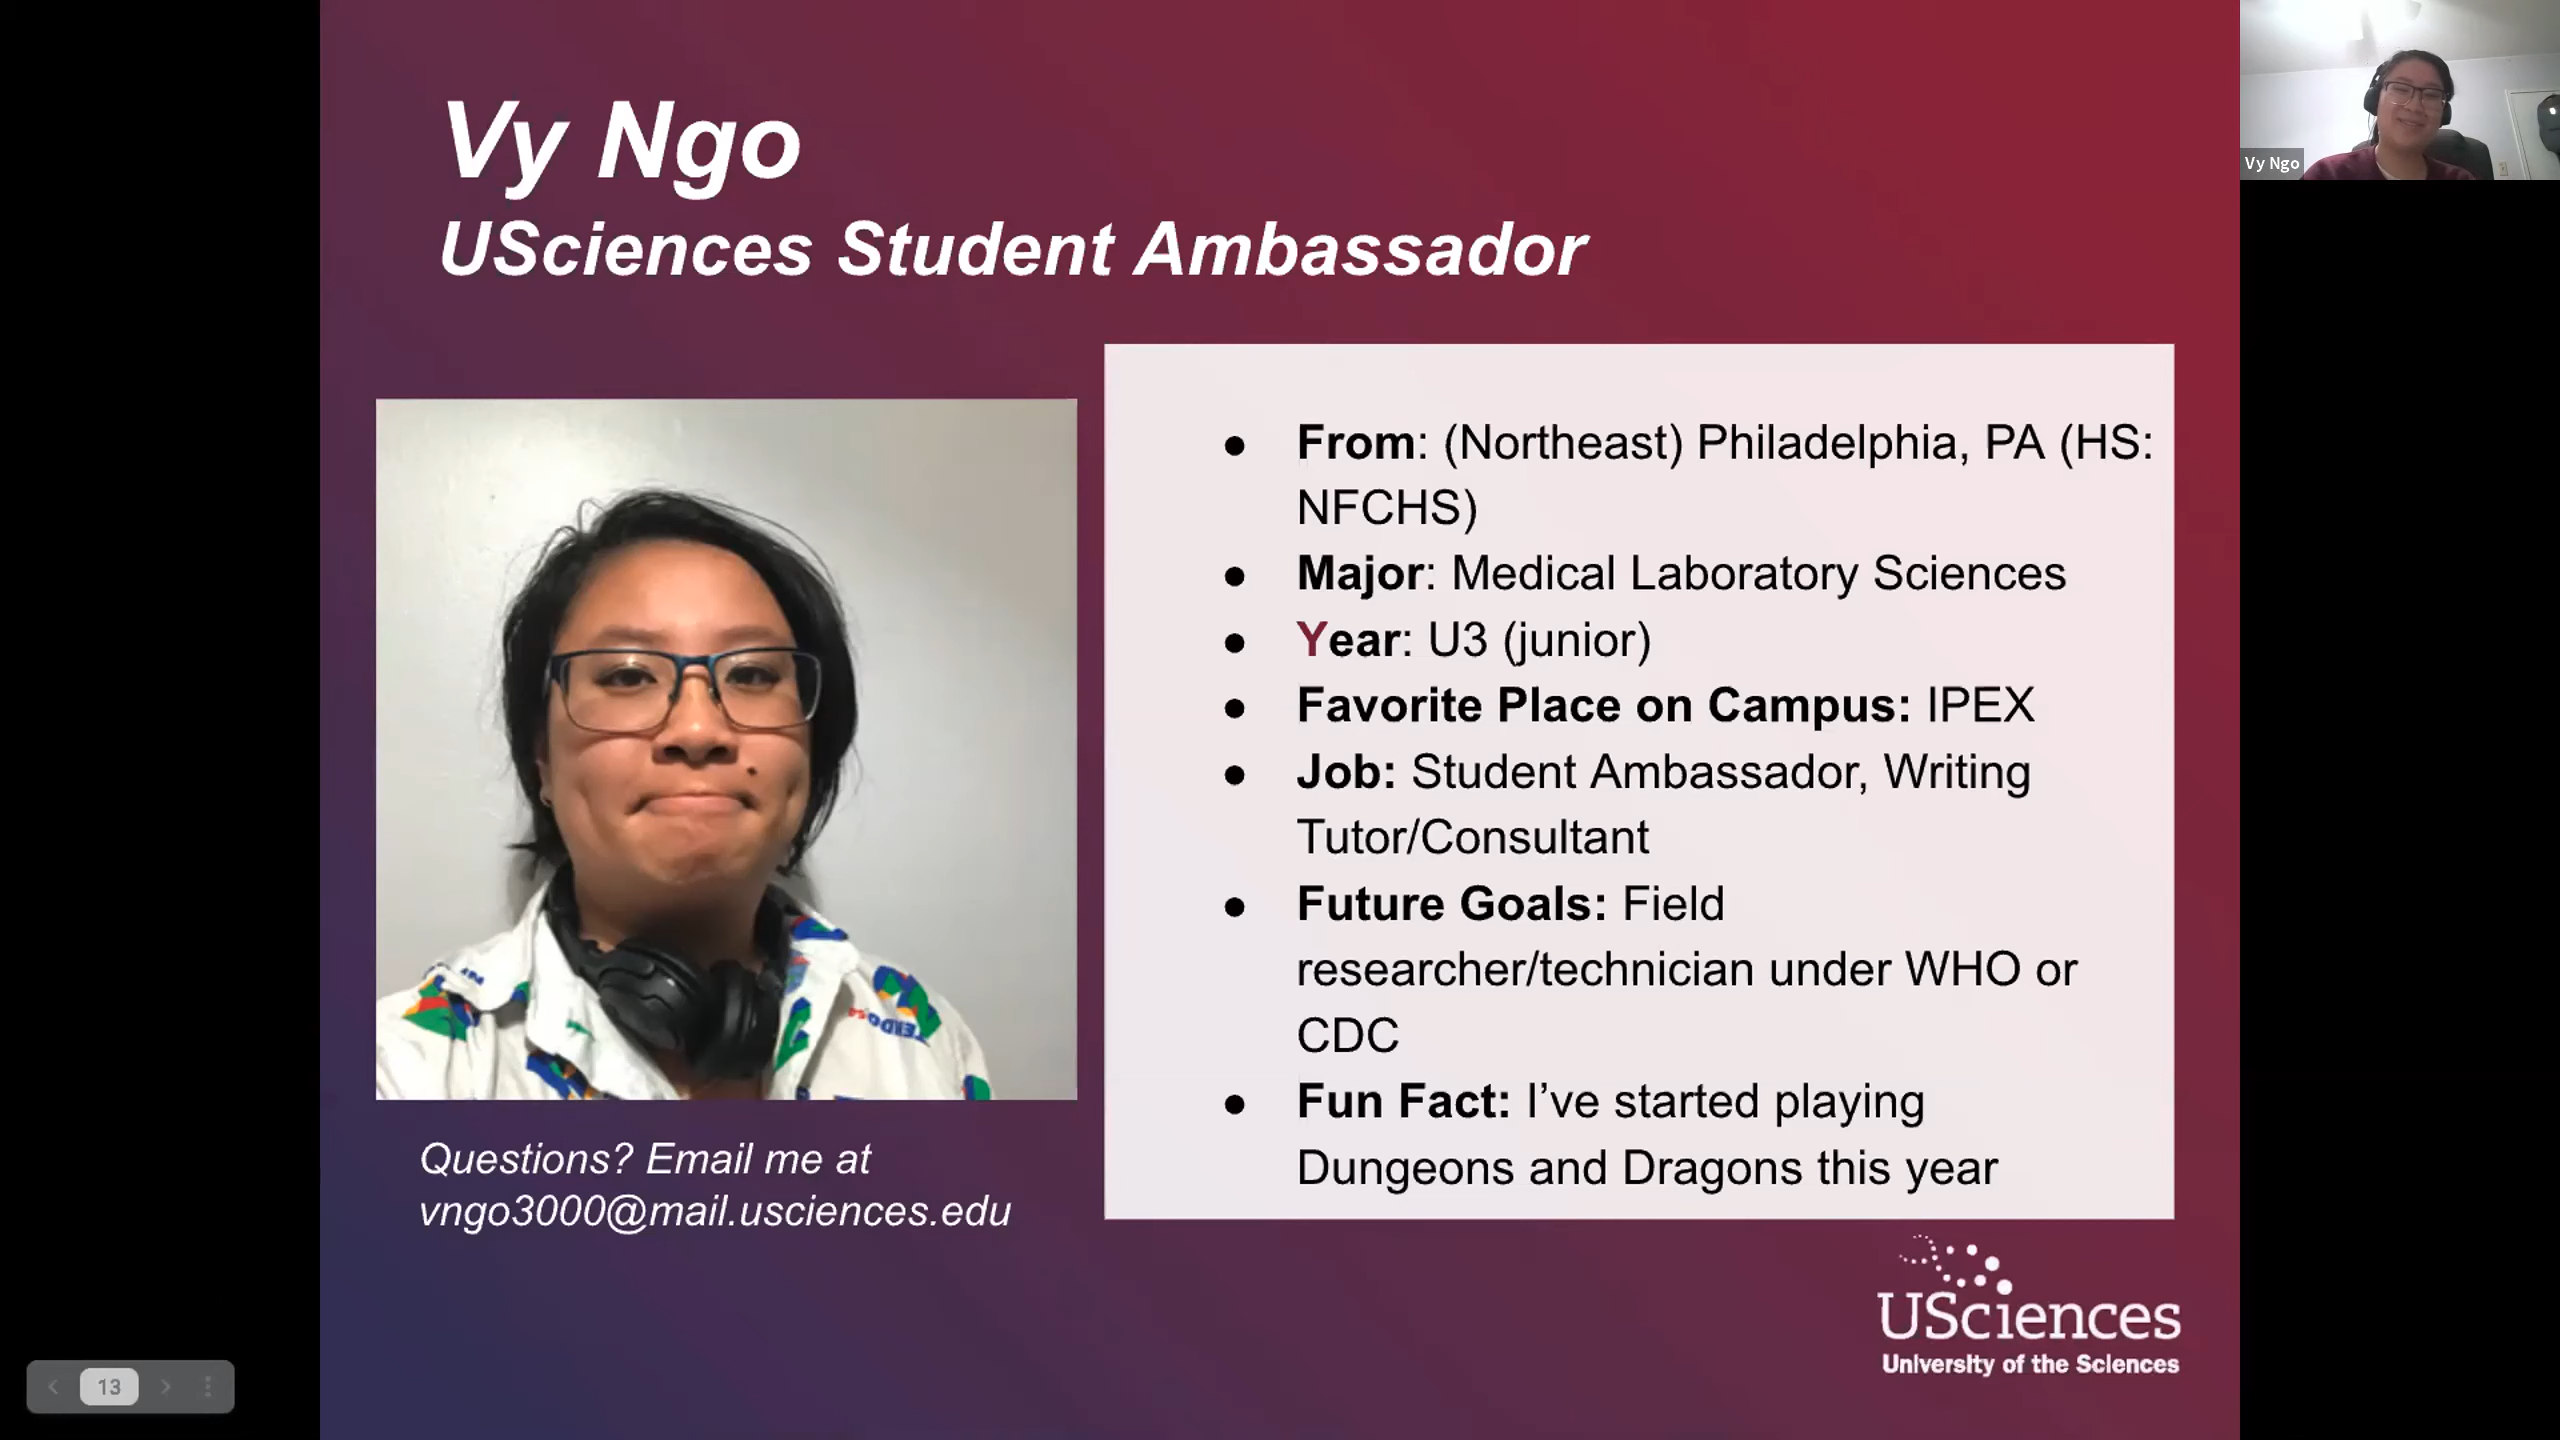 Vy Ngo
USciences Student Ambassador
Vy Ngo
● From: (Northeast) Philadelphia, PA (HS:
NFCHS)
● Major: Medical Laboratory Sciences
● Year: U3 (junior)
● Favorite Place on Campus: IPEX
● Job: Student Ambassador, Writing
Tutor/Consultant
● Future Goals: Field
researcher/technician under WHO or
CDC
● Fun Fact: I’ve started playing
Dungeons and Dragons this year
Questions? Email me at
vngo3000@mail.usciences.edu
USciences
University of the Sciences
13